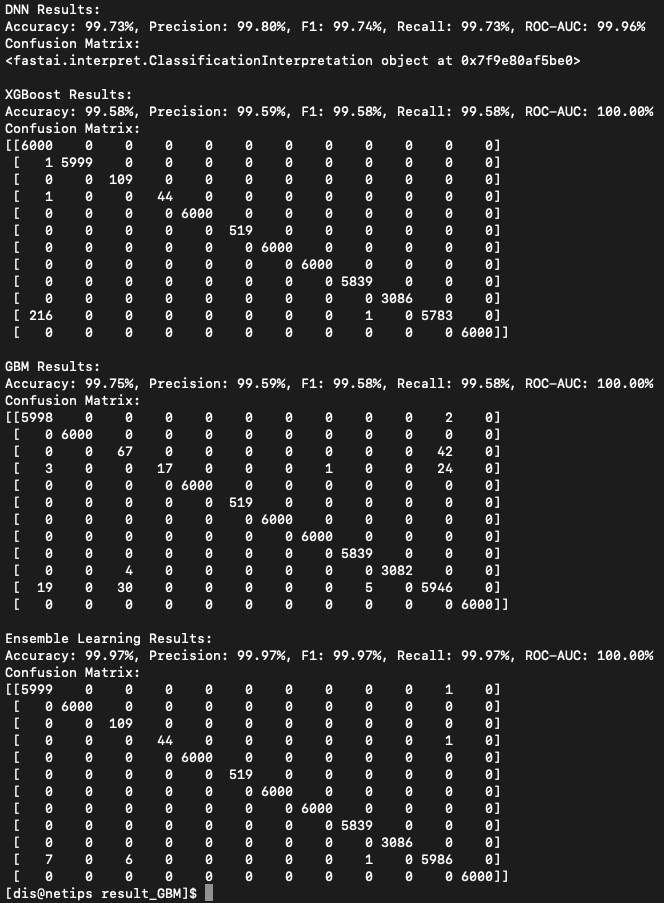 DNN Results:
Accuracy: 99.73%, Precision: 99.80%, F1: 99.74%, Recall: 99.73%, ROC-AUC: 99.96%
Confusion Matrix:
<fastai.interpret.ClassificationInterpretation object at 0x7f9e80af5be0>

XGBoost Results:
Accuracy: 99.58%, Precision: 99.59%, F1: 99.58%, Recall: 99.58%, ROC-AUC: 100.00%
Confusion Matrix:
[[6000    0    0    0    0    0    0    0    0    0    0    0]
 [   1 5999    0    0    0    0    0    0    0    0    0    0]
 [   0    0  109    0    0    0    0    0    0    0    0    0]
 [   1    0    0   44    0    0    0    0    0    0    0    0]
 [   0    0    0    0 6000    0    0    0    0    0    0    0]
 [   0    0    0    0    0  519    0    0    0    0    0    0]
 [   0    0    0    0    0    0 6000    0    0    0    0    0]
 [   0    0    0    0    0    0    0 6000    0    0    0    0]
 [   0    0    0    0    0    0    0    0 5839    0    0    0]
 [   0    0    0    0    0    0    0    0    0 3086    0    0]
 [ 216    0    0    0    0    0    0    0    1    0 5783    0]
 [   0    0    0    0    0    0    0    0    0    0    0 6000]]

GBM Results:
Accuracy: 99.75%, Precision: 99.59%, F1: 99.58%, Recall: 99.58%, ROC-AUC: 100.00%
Confusion Matrix:
[[5998    0    0    0    0    0    0    0    0    0    2    0]
 [   0 6000    0    0    0    0    0    0    0    0    0    0]
 [   0    0   67    0    0    0    0    0    0    0   42    0]
 [   3    0    0   17    0    0    0    1    0    0   24    0]
 [   0    0    0    0 6000    0    0    0    0    0    0    0]
 [   0    0    0    0    0  519    0    0    0    0    0    0]
 [   0    0    0    0    0    0 6000    0    0    0    0    0]
 [   0    0    0    0    0    0    0 6000    0    0    0    0]
 [   0    0    0    0    0    0    0    0 5839    0    0    0]
 [   0    0    4    0    0    0    0    0    0 3082    0    0]
 [  19    0   30    0    0    0    0    0    5    0 5946    0]
 [   0    0    0    0    0    0    0    0    0    0    0 6000]]

Ensemble Learning Results:
Accuracy: 99.97%, Precision: 99.97%, F1: 99.97%, Recall: 99.97%, ROC-AUC: 100.00%
Confusion Matrix:
[[5999    0    0    0    0    0    0    0    0    0    1    0]
 [   0 6000    0    0    0    0    0    0    0    0    0    0]
 [   0    0  109    0    0    0    0    0    0    0    0    0]
 [   0    0    0   44    0    0    0    0    0    0    1    0]
 [   0    0    0    0 6000    0    0    0    0    0    0    0]
 [   0    0    0    0    0  519    0    0    0    0    0    0]
 [   0    0    0    0    0    0 6000    0    0    0    0    0]
 [   0    0    0    0    0    0    0 6000    0    0    0    0]
 [   0    0    0    0    0    0    0    0 5839    0    0    0]
 [   0    0    0    0    0    0    0    0    0 3086    0    0]
 [   7    0    6    0    0    0    0    0    1    0 5986    0]
 [   0    0    0    0    0    0    0    0    0    0    0 6000]]
[dis@netips result_GBM]$